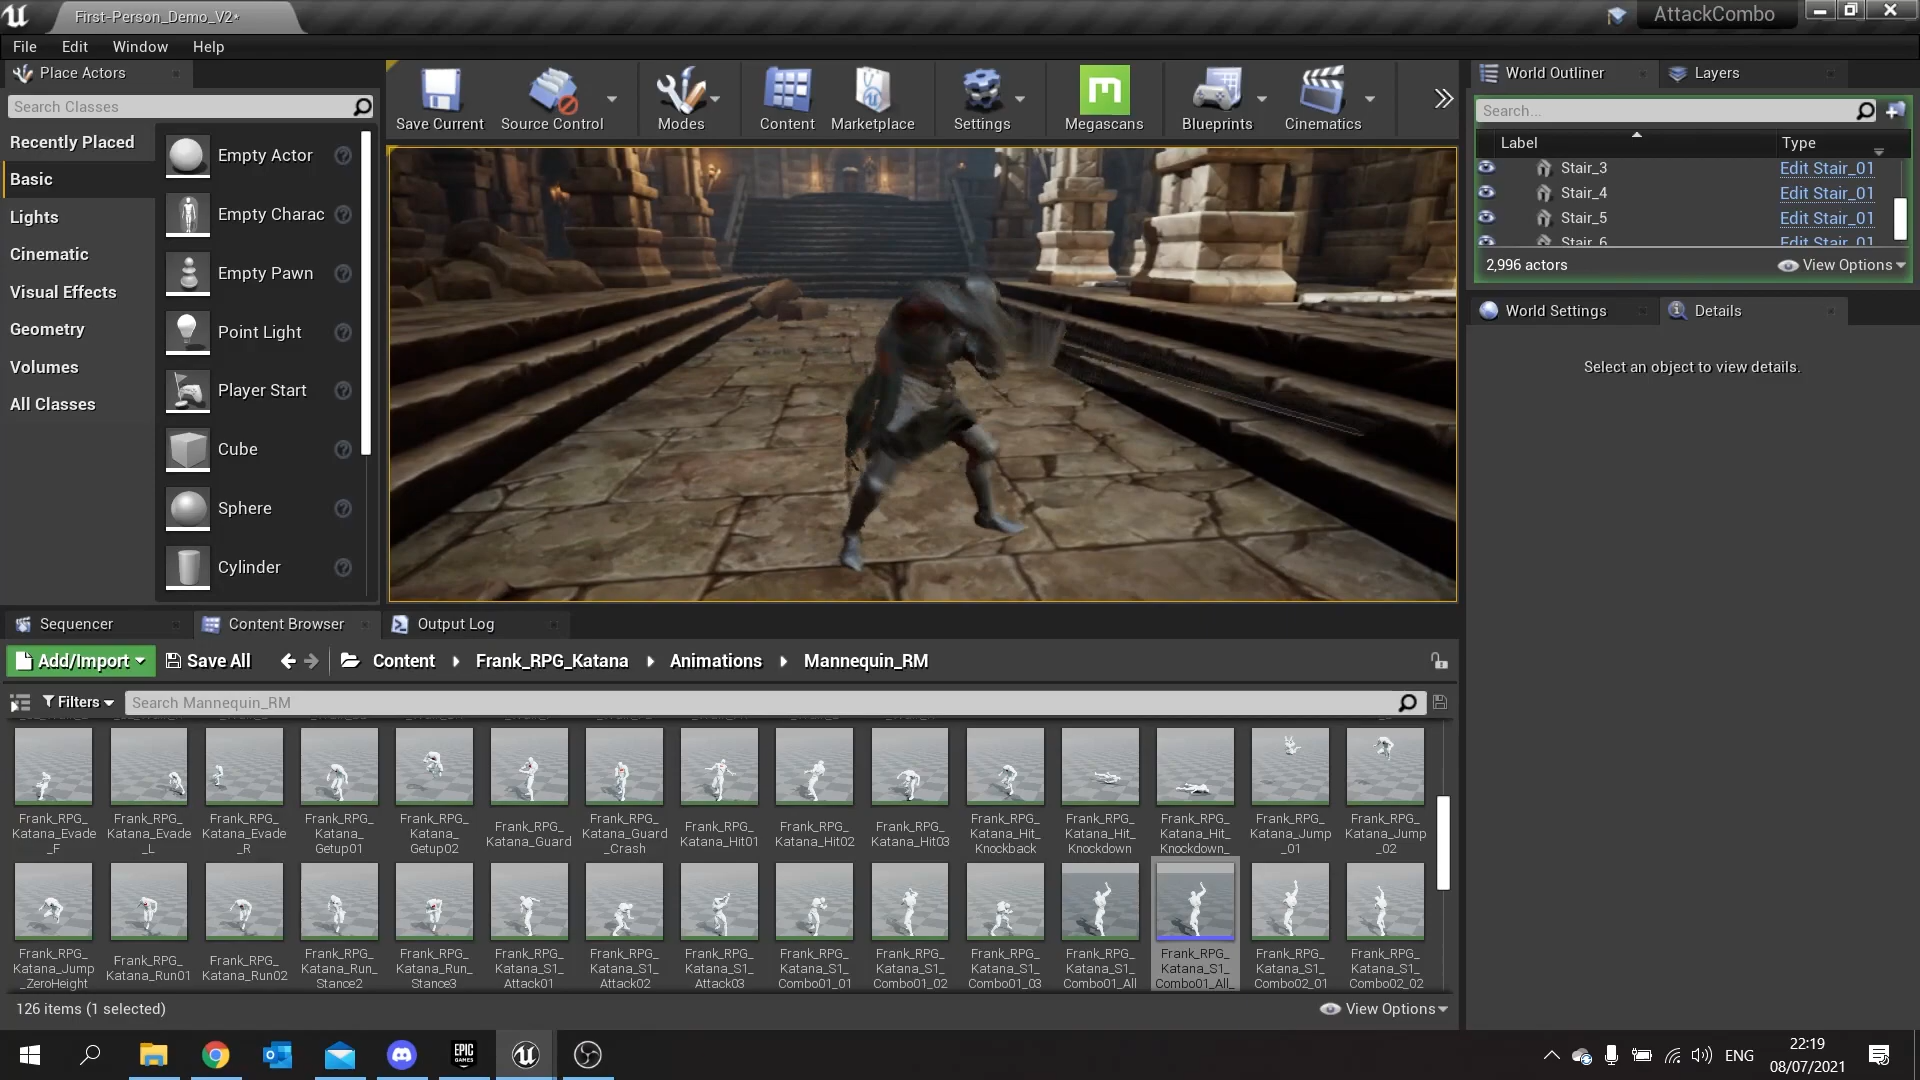 First-Person_Demo_V2*
AttackCombo
File Edit Window Help
Place Actors
Search Classes
Recently Placed
Basic
Lights
Cinematic
Visual Effects
Geometry
Volumes
All Classes
Empty Actor
Empty Charac
Empty Pawn
Point Light
Player Start
Cube
Sphere
Cylinder
Save Current
Source Control
Modes
Content
Marketplace
Settings
Megascans
Blueprints
Cinematics
World Outliner
Layers
Search...
Label
Type
Stair_3 Edit Stair_01
Stair_4 Edit Stair_01
Stair_5 Edit Stair_01
Stair_6 Edit Stair_01
2,996 actors
View Options
World Settings
Details
Select an object to view details.
Sequencer
Content Browser
Output Log
Add/Import
Save All
Content
Frank_RPG_Katana
Animations
Mannequin_RM
Filters
Search Mannequin_RM
Frank_RPG_
Katana_Evade
_F
Frank_RPG_
Katana_Evade
_L
Frank_RPG_
Katana_Evade
_R
Frank_RPG_
Katana_
Getup01
Frank_RPG_
Katana_
Getup02
Frank_RPG_
Katana_Guard
Frank_RPG_
Katana_Guard
_Crash
Frank_RPG_
Katana_Hit01
Frank_RPG_
Katana_Hit02
Frank_RPG_
Katana_Hit03
Frank_RPG_
Katana_Hit_
Knockback
Frank_RPG_
Katana_Hit_
Knockdown
Frank_RPG_
Katana_Hit_
Knockdown_
Frank_RPG_
Katana_Jump
_01
Frank_RPG_
Katana_Jump
_02
Frank_RPG_
Katana_Jump
_ZeroHeight
Frank_RPG_
Katana_Run01
Frank_RPG_
Katana_Run02
Frank_RPG_
Katana_Run_
Stance2
Frank_RPG_
Katana_Run_
Stance3
Frank_RPG_
Katana_S1_
Attack01
Frank_RPG_
Katana_S1_
Attack02
Frank_RPG_
Katana_S1_
Attack03
Frank_RPG_
Katana_S1_
Combo01_01
Frank_RPG_
Katana_S1_
Combo01_02
Frank_RPG_
Katana_S1_
Combo01_03
Frank_RPG_
Katana_S1_
Combo01_All
Frank_RPG_
Katana_S1_
Combo01_All_
Frank_RPG_
Katana_S1_
Combo02_01
Frank_RPG_
Katana_S1_
Combo02_02
126 items (1 selected)
View Options
EPIC
GAMES
ENG
22:19
08/07/2021